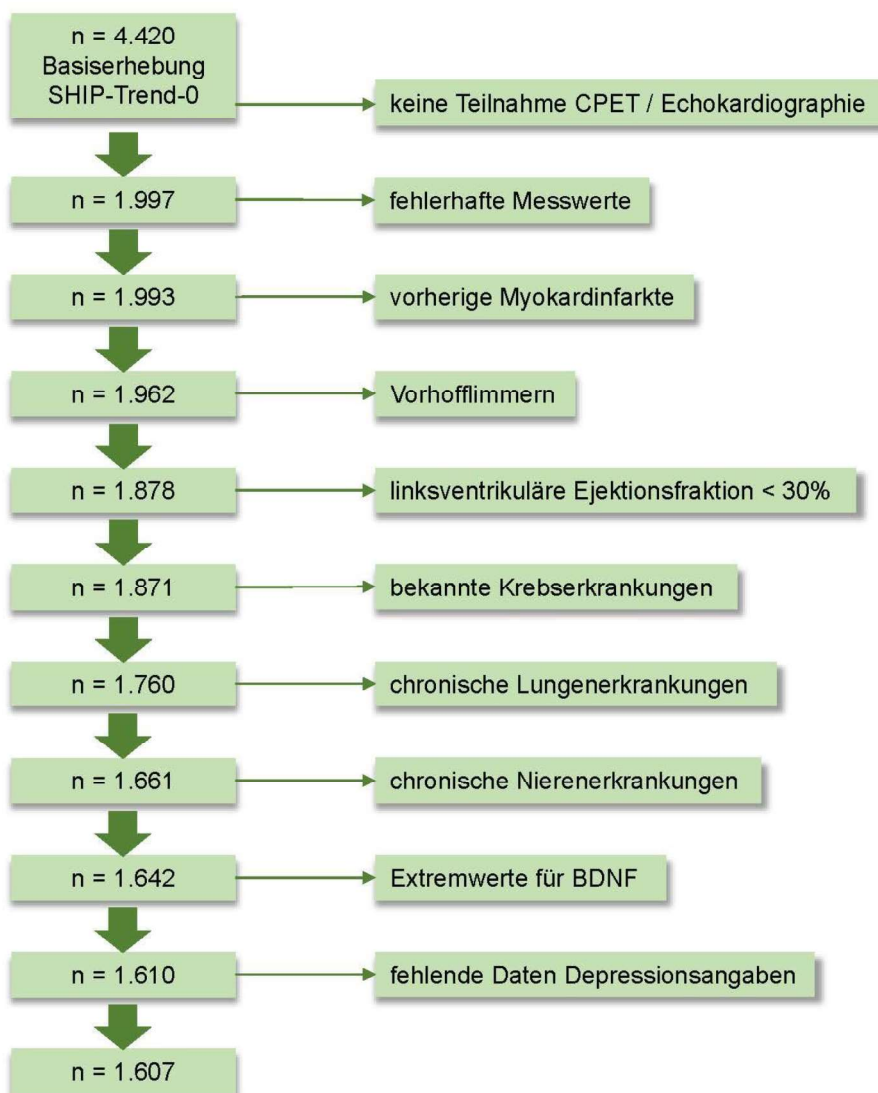 n = 4.420
Basiserhebung
SHIP-Trend-0
keine Teilnahme CPET / Echokardiographie
n = 1.997
fehlerhafte Messwerte
n = 1.993
vorherige Myokardinfarkte
n = 1.962
Vorhofflimmern
n = 1.878
linksventrikuläre Ejektionsfraktion < 30%
n = 1.871
bekannte Krebserkrankungen
n = 1.760
chronische Lungenerkrankungen
n = 1.661
chronische Nierenerkrankungen
n = 1.642
Extremwerte für BDNF
n = 1.610
fehlende Daten Depressionsangaben
n = 1.607